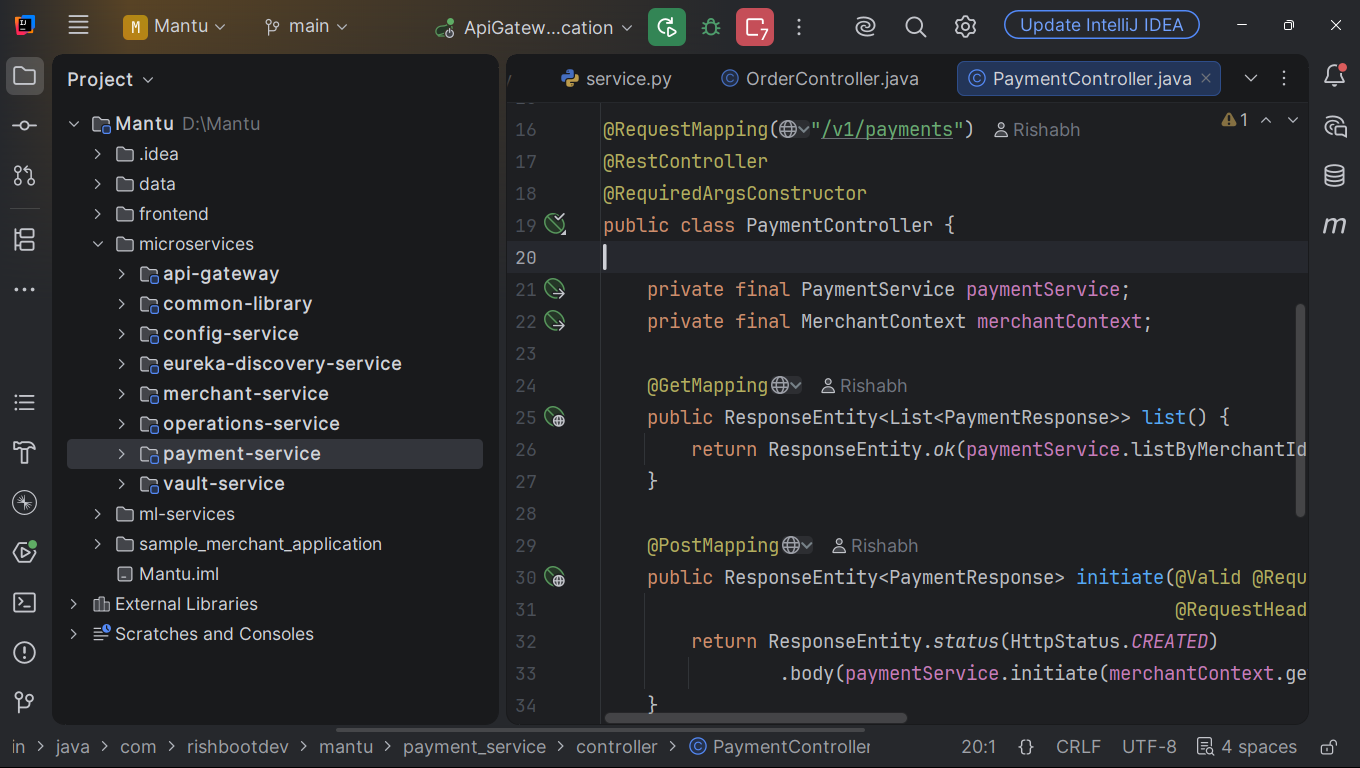 M Mantu
main
ApiGatew...cation
7
Update IntelliJ IDEA
Project
Mantu D:\Mantu
.idea
data
frontend
microservices
api-gateway
common-library
config-service
eureka-discovery-service
merchant-service
operations-service
payment-service
vault-service
ml-services
sample_merchant_application
Mantu.iml
External Libraries
Scratches and Consoles
service.py
OrderController.java
PaymentController.java
1
16 @RequestMapping("/v1/payments") Rishabh
17 @RestController
18 @RequiredArgsConstructor
19 public class PaymentController {
20
21 private final PaymentService paymentService;
22 private final MerchantContext merchantContext;
23
24 @GetMapping Rishabh
25 public ResponseEntity<List<PaymentResponse>> list() {
26 return ResponseEntity.ok(paymentService.listByMerchantId
27 }
28
29 @PostMapping Rishabh
30 public ResponseEntity<PaymentResponse> initiate(@Valid @Requ
31 @RequestHead
32 return ResponseEntity.status(HttpStatus.CREATED)
33 .body(paymentService.initiate(merchantContext.ge
34 }
m
in > java > com > rishbootdev > mantu > payment_service > controller > PaymentController
20:1 {} CRLF UTF-8 4 spaces